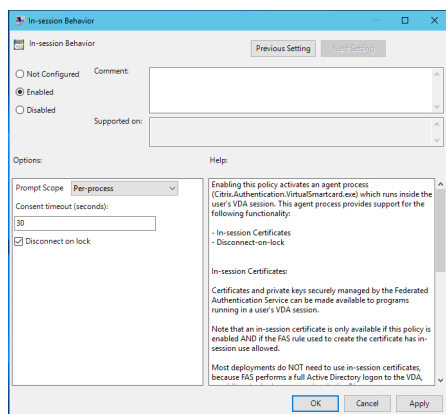 In-session Behavior
In-session Behavior
Previous Setting
Next Setting
Not Configured
Comment:
Enabled
Disabled
Supported on:
Options:
Help:
Prompt Scope
Per-process
Consent timeout (seconds):
30
Disconnect on lock
Enabling this policy activates an agent process
(Citrix.Authentication.VirtualSmartcard.exe) which runs inside the
user's VDA session. This agent process provides support for the
following functionality:
- In-session Certificates
- Disconnect-on-lock
In-session Certificates:
Certificates and private keys securely managed by the Federated
Authentication Service can be made available to programs
running in a user's VDA session.
Note that an in-session certificate is only available if this policy is
enabled AND if the FAS rule used to create the certificate has in-
session use allowed.
Most deployments do NOT need to use in-session certificates,
because FAS performs a full Active Directory logon to the VDA,
OK
Cancel
Apply